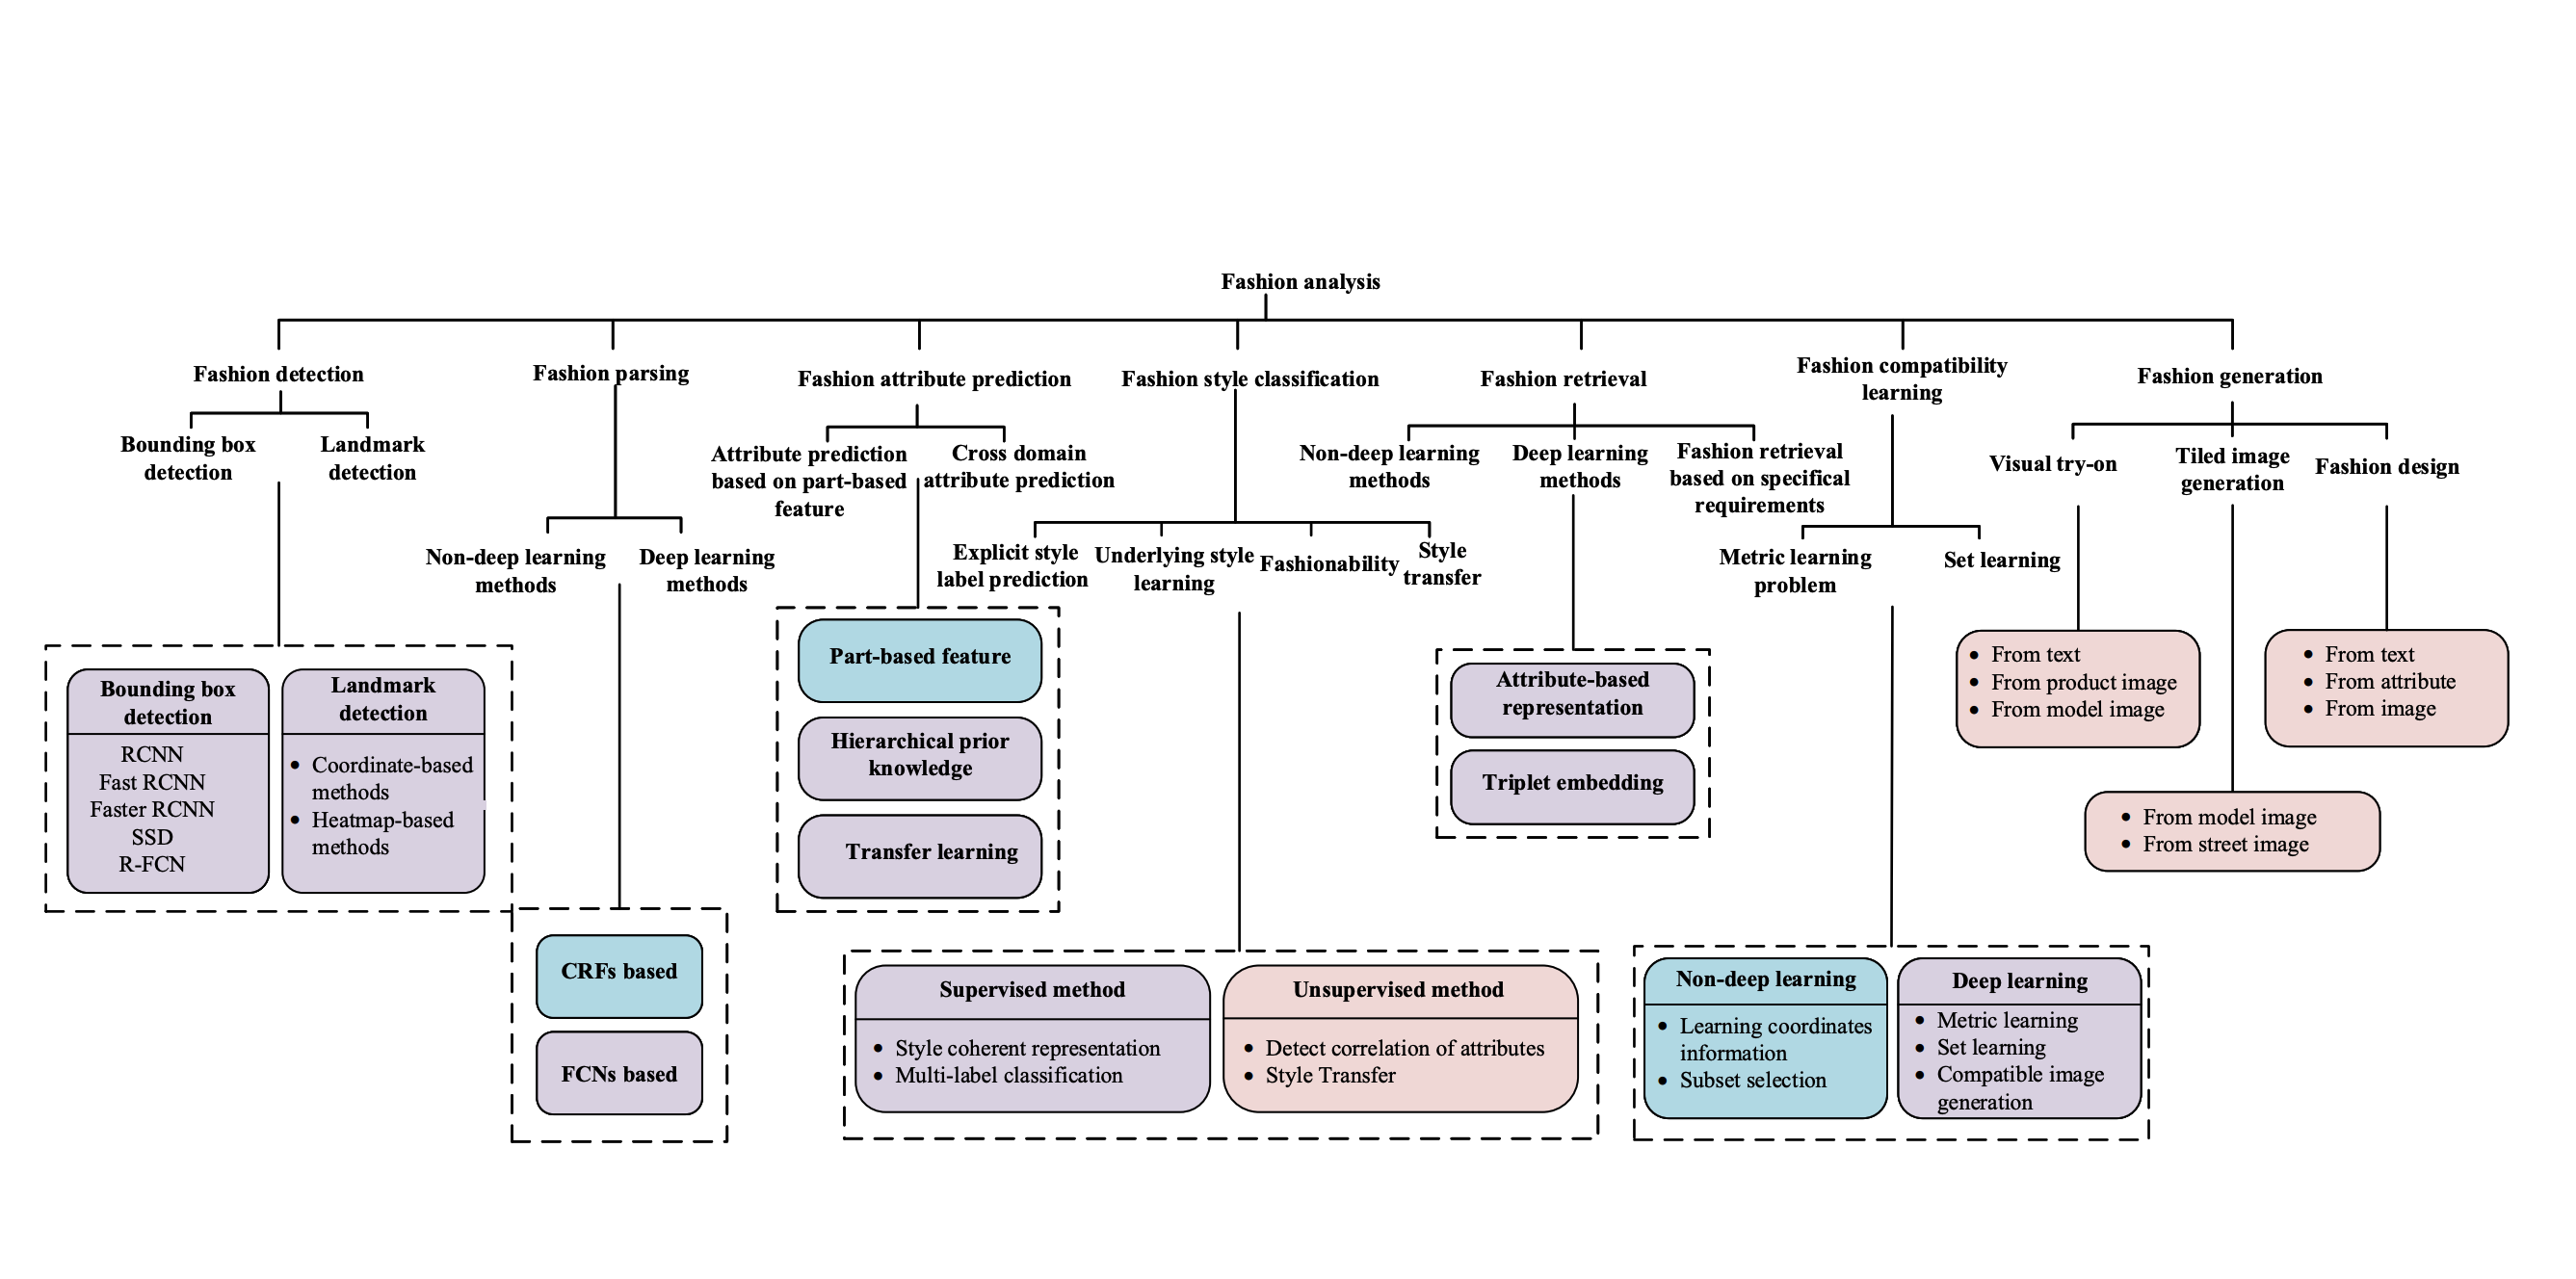 Fashion analysis
Fashion detection
Fashion parsing
Fashion attribute prediction
Fashion style classification
Fashion retrieval
Fashion compatibility
learning
Fashion generation
Bounding box
detection
Landmark
detection
Non-deep learning
methods
Deep learning
methods
Attribute prediction
based on part-based
feature
Cross domain
attribute prediction
Explicit style
label prediction
Underlying style
learning
Fashionability
Style
transfer
Non-deep learning
methods
Deep learning
methods
Fashion retrieval
based on specifical
requirements
Metric learning
problem
Set learning
Visual try-on
Tiled image
generation
Fashion design
Bounding box
detection
RCNN
Fast RCNN
Faster RCNN
SSD
R-FCN
Landmark
detection
• Coordinate-based
methods
• Heatmap-based
methods
CRFs based
FCNs based
Part-based feature
Hierarchical prior
knowledge
Transfer learning
Supervised method
• Style coherent representation
• Multi-label classification
Unsupervised method
• Detect correlation of attributes
• Style Transfer
Attribute-based
representation
Triplet embedding
Non-deep learning
• Learning coordinates
information
• Subset selection
Deep learning
• Metric learning
• Set learning
• Compatible image
generation
• From text
• From product image
• From model image
• From model image
• From street image
• From text
• From attribute
• From image